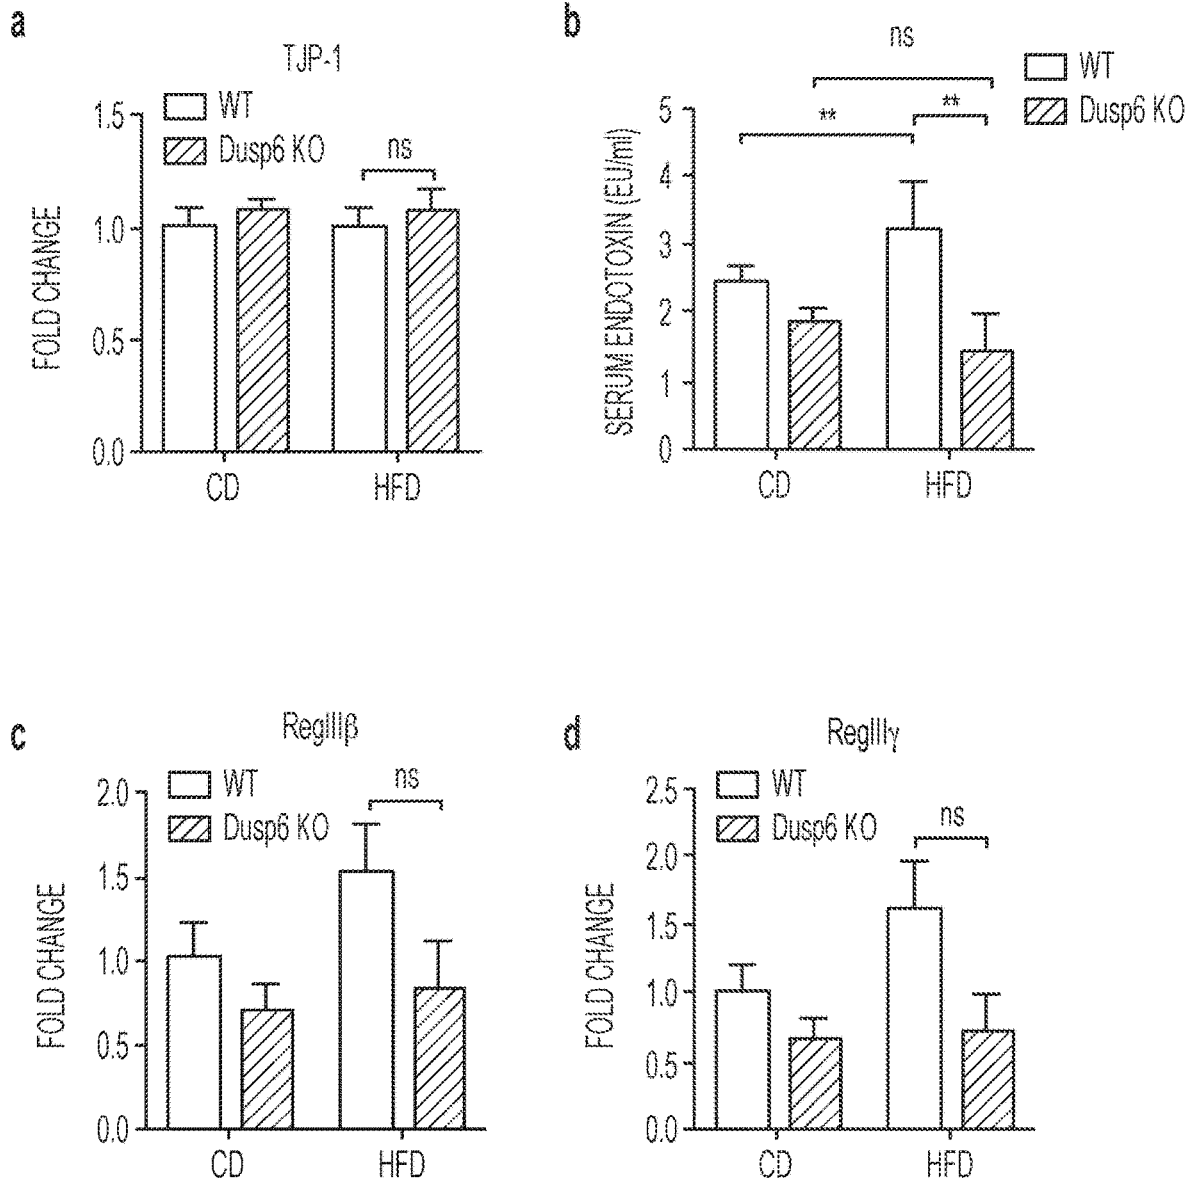 a
TJP-1
WT
Dusp6 KO
ns
FOLD CHANGE
1.5
1.0
0.5
0.0
CD
HFD
b
ns
WT
Dusp6 KO
**
**
SERUM ENDOTOXIN (EU/ml)
5
4
3
2
1
0
CD
HFD
c
RegIIIβ
WT
Dusp6 KO
ns
FOLD CHANGE
2.0
1.5
1.0
0.5
0.0
CD
HFD
d
RegIIIγ
WT
Dusp6 KO
ns
FOLD CHANGE
2.5
2.0
1.5
1.0
0.5
0.0
CD
HFD